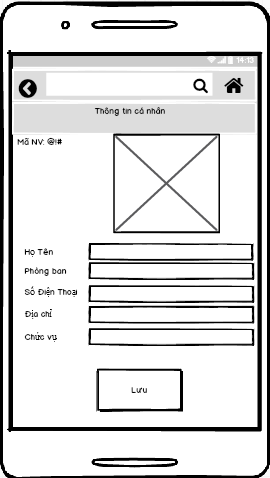 14:13
Thông tin cá nhân
Mã NV: @!#
Họ Tên
Phòng ban
Số Điện Thoại
Địa chỉ
Chức vụ
Lưu